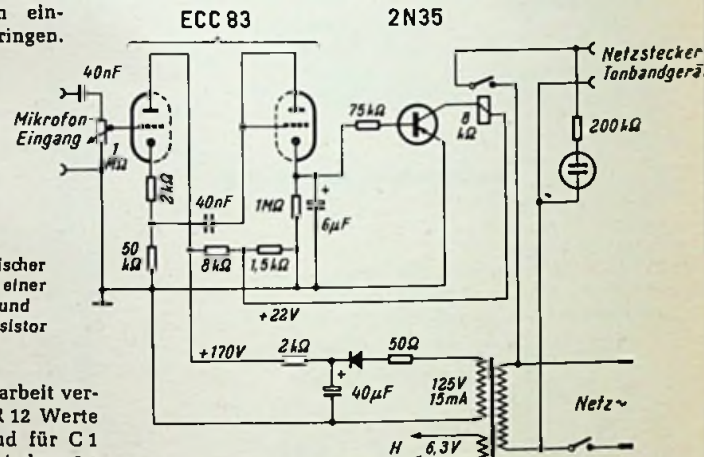 ein-
ringen.
ECC 83
2N35
40nF
Mikrofon-
Eingang
1
MΩ
2kΩ
50
kΩ
40nF
8kΩ
1,5kΩ
1MΩ
+
6µF
75kΩ
8
kΩ
Netzstecker
Tonbandgerä
200kΩ
ischer
einer
und
sistor
+22V
+170V
2kΩ
50Ω
+
40µF
125V
15mA
Netz~
H
6,3V
arbeit ver-
R 12 Werte
nd für C 1